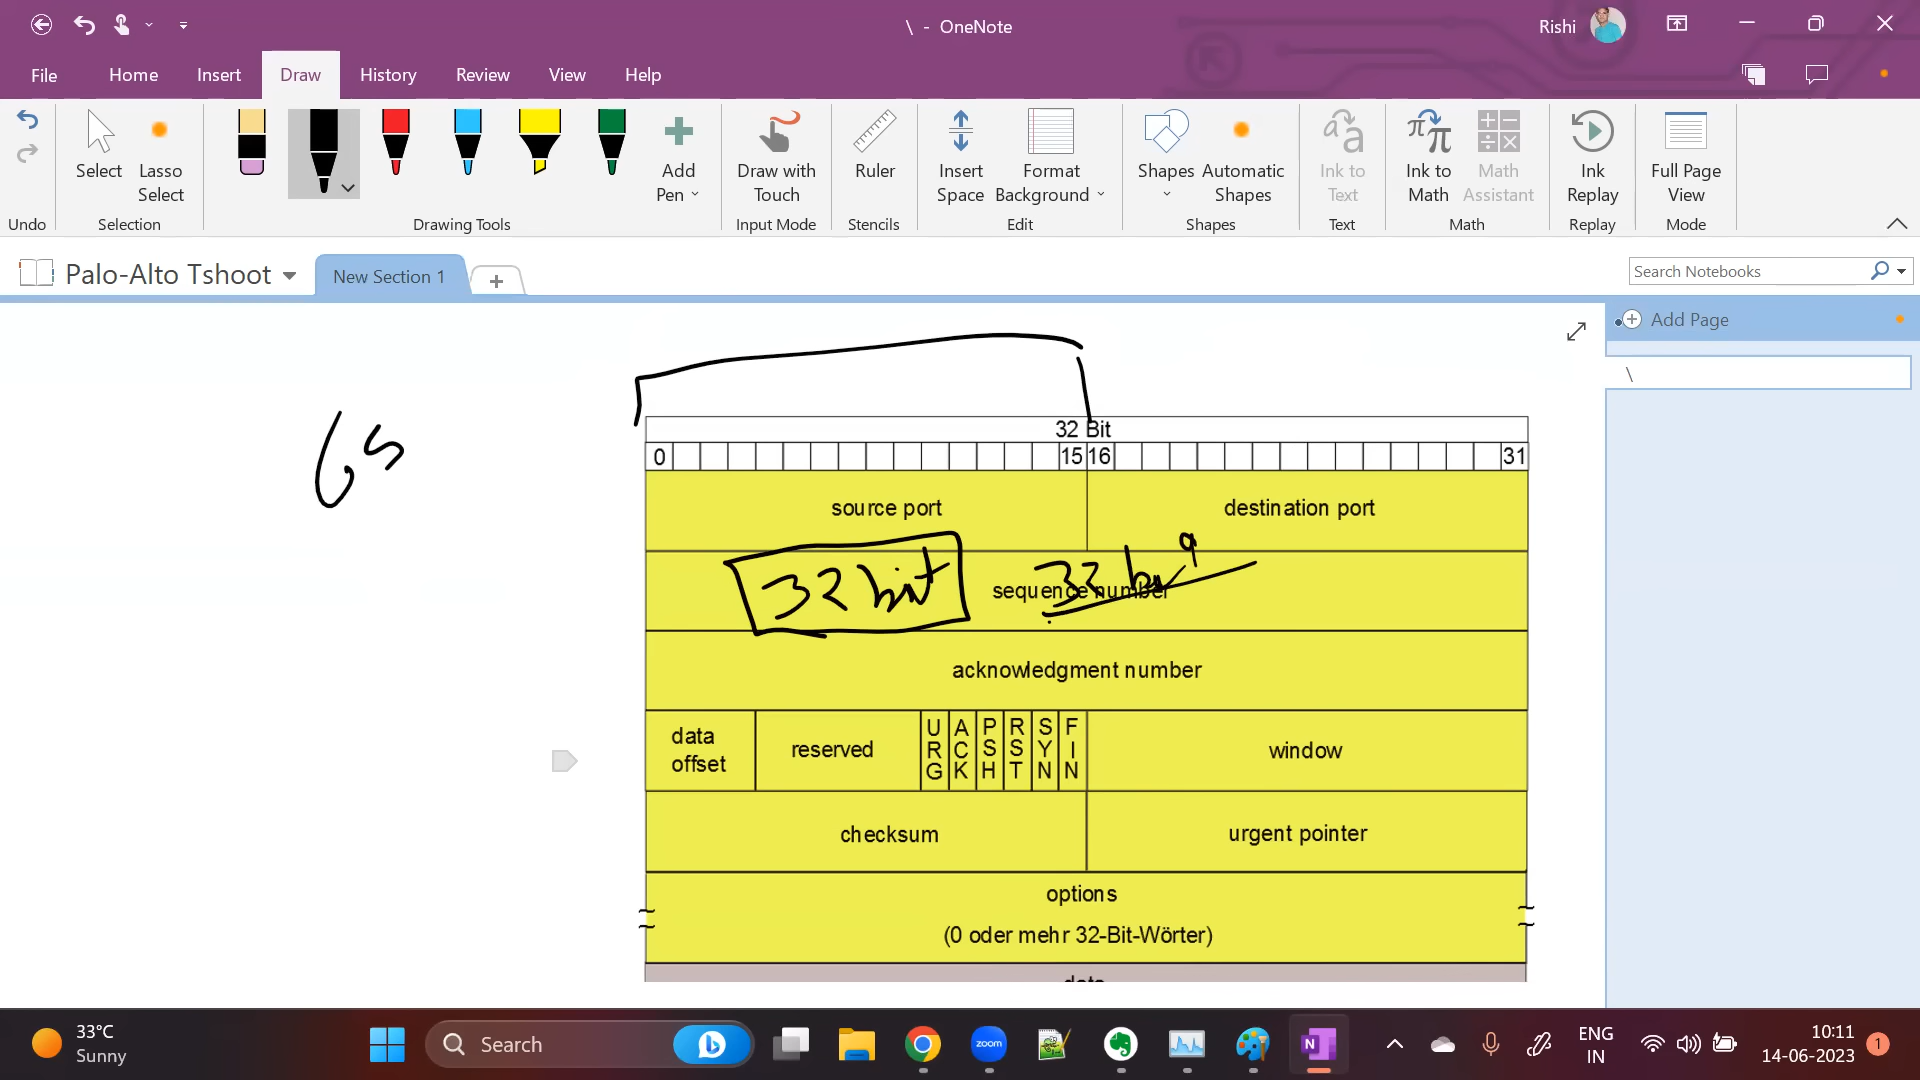 \ - OneNote
Rishi
File Home Insert Draw History Review View Help
Select
Lasso Select
Add Pen
Draw with Touch
Ruler
Insert Space
Format Background
Shapes
Automatic Shapes
Ink to Text
Ink to Math
Math Assistant
Ink Replay
Full Page View
Undo Selection Drawing Tools Input Mode Stencils Edit Shapes Text Math Replay Mode
Palo-Alto Tshoot
New Section 1
Search Notebooks
Add Page
\
32 Bit
0 15 16 31
source port destination port
32 bit
sequence number
acknowledgment number
data offset
reserved
URG ACK PSH RST SYN FIN
window
checksum urgent pointer
options
(0 oder mehr 32-Bit-Wörter)
33°C
Sunny
Search
zoom
ENG
IN
10:11
14-06-2023
1